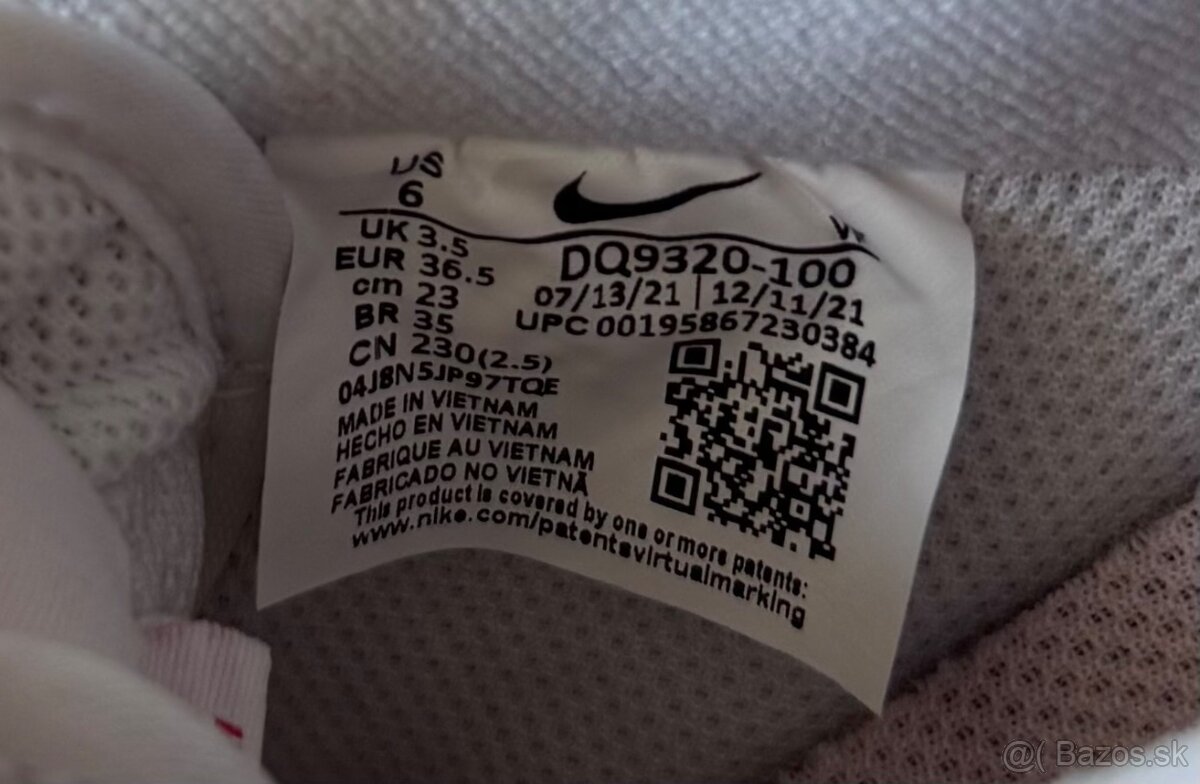 US
6
W
UK 3.5
EUR 36.5
cm 23
BR 35
CN 230(2.5)
DQ9320-100
07/13/21 | 12/11/21
UPC 00195867230384
04J8N5JP97TQE
MADE IN VIETNAM
HECHO EN VIETNAM
FABRIQUE AU VIETNAM
FABRICADO NO VIETNÃ
This product is covered by one or more patents:
www.nike.com/patentsvirtualmarking
@( Bazos.sk